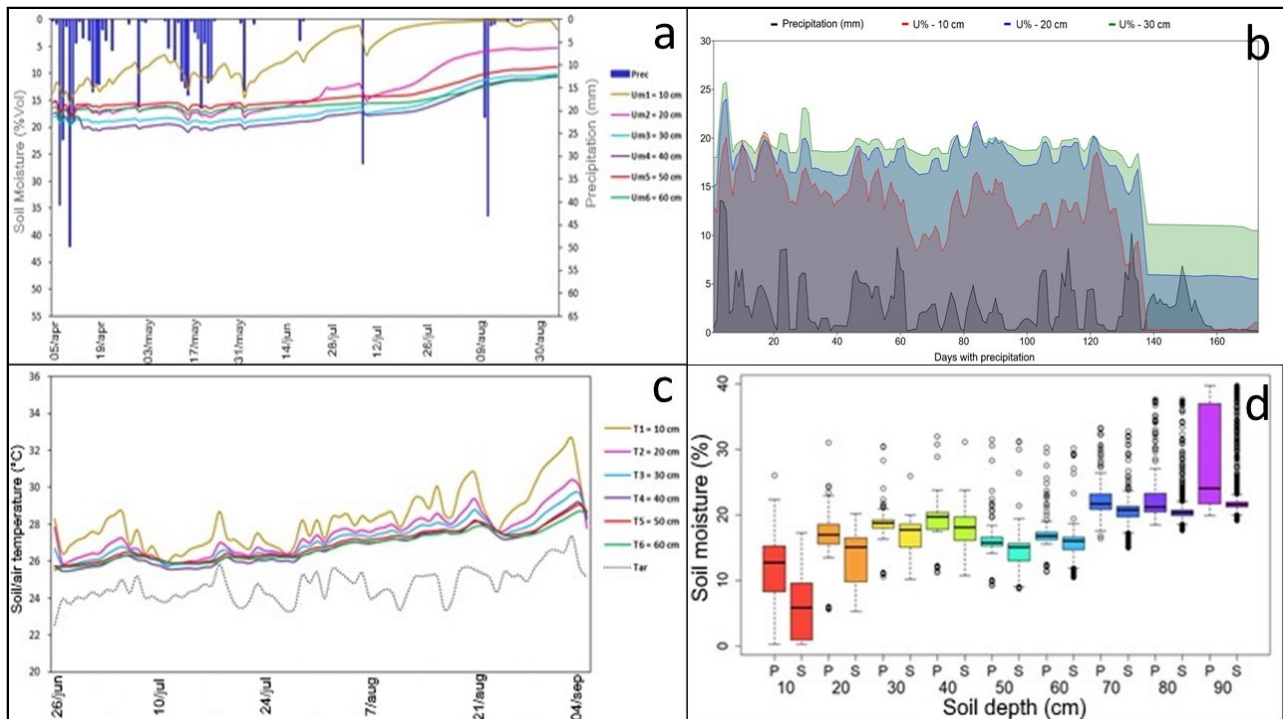 a
Soil Moisture (%Vol)
0
5
10
15
20
25
30
35
40
45
50
55
0
5
10
15
20
25
30
35
40
45
50
55
60
65
Precipitation (mm)
Prec
Um1 = 10 cm
Um2 = 20 cm
Um3 = 30 cm
Um4 = 40 cm
Um5 = 50 cm
Um6 = 60 cm
05/apr
19/apr
03/may
17/may
31/may
14/jun
28/jul
12/jul
26/jul
09/aug
30/aug
b
Precipitation (mm) U% - 10 cm U% - 20 cm U% - 30 cm
30
25
20
15
10
5
0
20 40 60 80 100 120 140 160
Days with precipitation
c
Soil/air temperature (°C)
36
34
32
30
28
26
24
22
20
T1 = 10 cm
T2 = 20 cm
T3 = 30 cm
T4 = 40 cm
T5 = 50 cm
T6 = 60 cm
Tar
26/jun
10/jul
24/jul
7/aug
21/aug
04/sep
d
Soil moisture (%)
40
30
20
10
0
P S P S P S P S P S P S P S P S P S
10 20 30 40 50 60 70 80 90
Soil depth (cm)